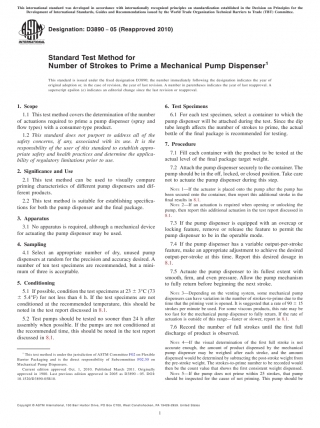 This international standard was developed in accordance with internationally recognized principles on standardization established in the Decision on Principles for the
Development of International Standards, Guides and Recommendations issued by the World Trade Organization Technical Barriers to Trade (TBT) Committee.
Designation: D3890 − 05 (Reapproved 2010)
Standard Test Method for
Number of Strokes to Prime a Mechanical Pump Dispenser1
This standard is issued under the fixed designation D3890; the number immediately following the designation indicates the year of
original adoption or, in the case of revision, the year of last revision. A number in parentheses indicates the year of last reapproval. A
superscript epsilon (ε) indicates an editorial change since the last revision or reapproval.
1. Scope
1.1 This test method covers the determination of the number
of actuations required to prime a pump dispenser (spray and
flow types) with a consumer-type product.
1.2 This standard does not purport to address all of the
safety concerns, if any, associated with its use. It is the
responsibility of the user of this standard to establish appro-
priate safety and health practices and determine the applica-
bility of regulatory limitations prior to use.
2. Significance and Use
2.1 This test method can be used to visually compare
priming characteristics of different pump dispensers and dif-
ferent products.
2.2 This test method is suitable for establishing specifica-
tions for both the pump dispenser and the final package.
3. Apparatus
3.1 No apparatus is required, although a mechanical device
for actuating the pump dispenser may be used.
4. Sampling
4.1 Select an appropriate number of dry, unused pump
dispensers at random for the precision and accuracy desired. A
number of ten test specimens are recommended, but a mini-
mum of three is acceptable.
5. Conditioning
5.1 If possible, condition the test specimens at 23 ± 3°C (73
± 5.4°F) for not less than 4 h. If the test specimens are not
conditioned at the recommended temperature, this should be
noted in the test report discussed in 8.1.
5.2 Test pumps should be tested no sooner than 24 h after
assembly when possible. If the pumps are not conditioned at
the recommended time, this should be noted in the test report
discussed in 8.1.
1 This test method is under the jurisdiction of ASTM Committee F02 on Flexible
Barrier Packaging and is the direct responsibility of Subcommittee
Mechanical Pump Dispensers.
Current edition approved Oct. 1, 2010. Published March 2011. Originally
approved in 1980. Last previous edition approved in 2005 as D3890 – 05. DOI:
10.1520/D3890-05R10.
6. Test Specimens
6.1 For each test specimen, select a container to which the
pump dispenser will be attached during test. Since the dip
tube length affects the number of strokes to prime, the actual
bottle of the final package is recommended for testing.
7. Procedure
7.1 Fill each container with the product to be tested at the
actual level of the final package target weight.
7.2 Attach the pump dispenser securely to the container. The
pump should be in the off, locked, or closed position. Take care
not to actuate the pump dispenser during this step.
NOTE 1—If the actuator is placed onto the pump after the pump has
been secured onto the container, then report this additional stroke in the
final results in 8.1.
NOTE 2—If an actuation is required when opening or unlocking the
pump, then report this additional actuation in the test report discussed in
8.1.
7.3 If the pump dispenser is equipped with an overcap or
locking feature, remove or release the feature to permit the
pump dispenser to be in the operable mode.
7.4 If the pump dispenser has a variable output-per-stroke
feature, make an appropriate adjustment to achieve the desired
output-per-stroke at this time. Report this desired dosage in
8.1.
7.5 Actuate the pump dispenser to its fullest extent with
smooth, firm, and even pressure. Allow the pump mechanism
to fully return before beginning the next stroke.
NOTE 3—Depending on the venting system, some mechanical pump
dispensers can have variation in the number of strokes-to-prime due to the
time that the priming vent is opened. It is suggested that a rate of 90 ± 15
strokes per minute be used. For some viscous products, this rate may be
too fast for the mechanical pump dispenser to fully return. If the rate of
actuation is outside of this range—faster or slower, report in 8.1.
7.6 Record the number of full strokes until the first full
discharge of product is observed.
NOTE 4—If the visual determination of the first full stroke is not
accurate enough, the amount of product dispensed by the mechanical
pump dispenser may be weighed after each stroke, and the amount
dispensed would be determined by subtracting the post-stroke weight from
the pre-stroke weight. The strokes-to-prime number to be recorded would
then be the count value that shows the first consistent weight dispensed.
NOTE 5—If the pump does not prime within 25 strokes, that pump
should be inspected for the cause of not priming. The pump should be
Copyright © ASTM International, 100 Barr Harbor Drive, PO Box C700, West Conshohocken, PA 19428-2959. United States
1